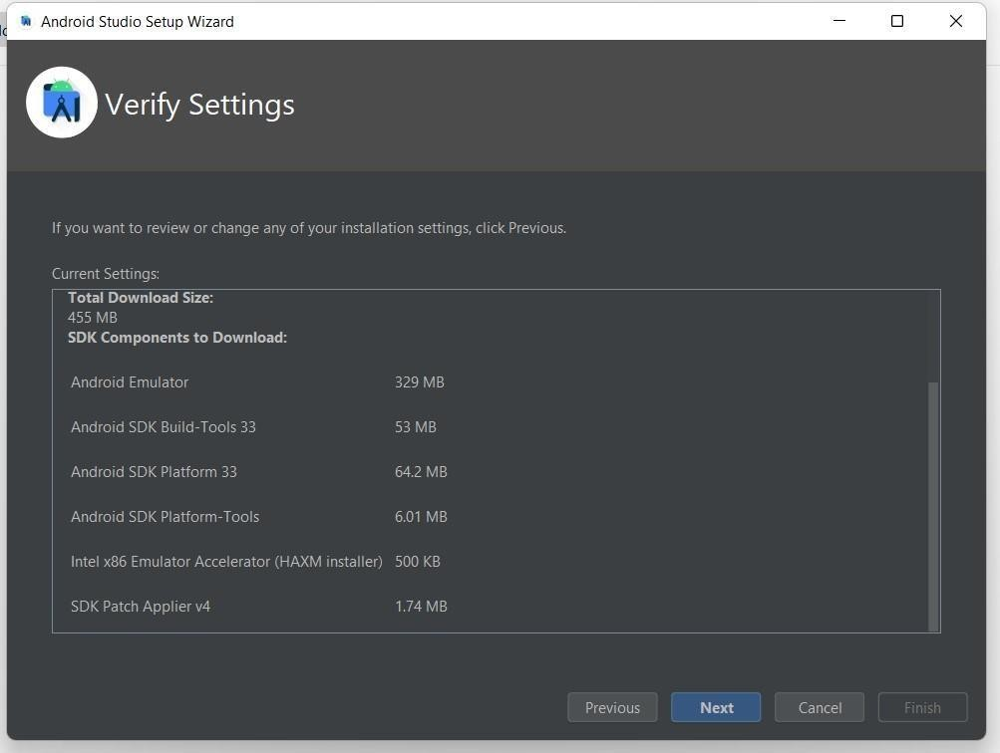 Android Studio Setup Wizard
Verify Settings
If you want to review or change any of your installation settings, click Previous.
Current Settings:
Total Download Size:
455 MB
SDK Components to Download:
Android Emulator 329 MB
Android SDK Build-Tools 33 53 MB
Android SDK Platform 33 64.2 MB
Android SDK Platform-Tools 6.01 MB
Intel x86 Emulator Accelerator (HAXM installer) 500 KB
SDK Patch Applier v4 1.74 MB
Previous Next Cancel Finish